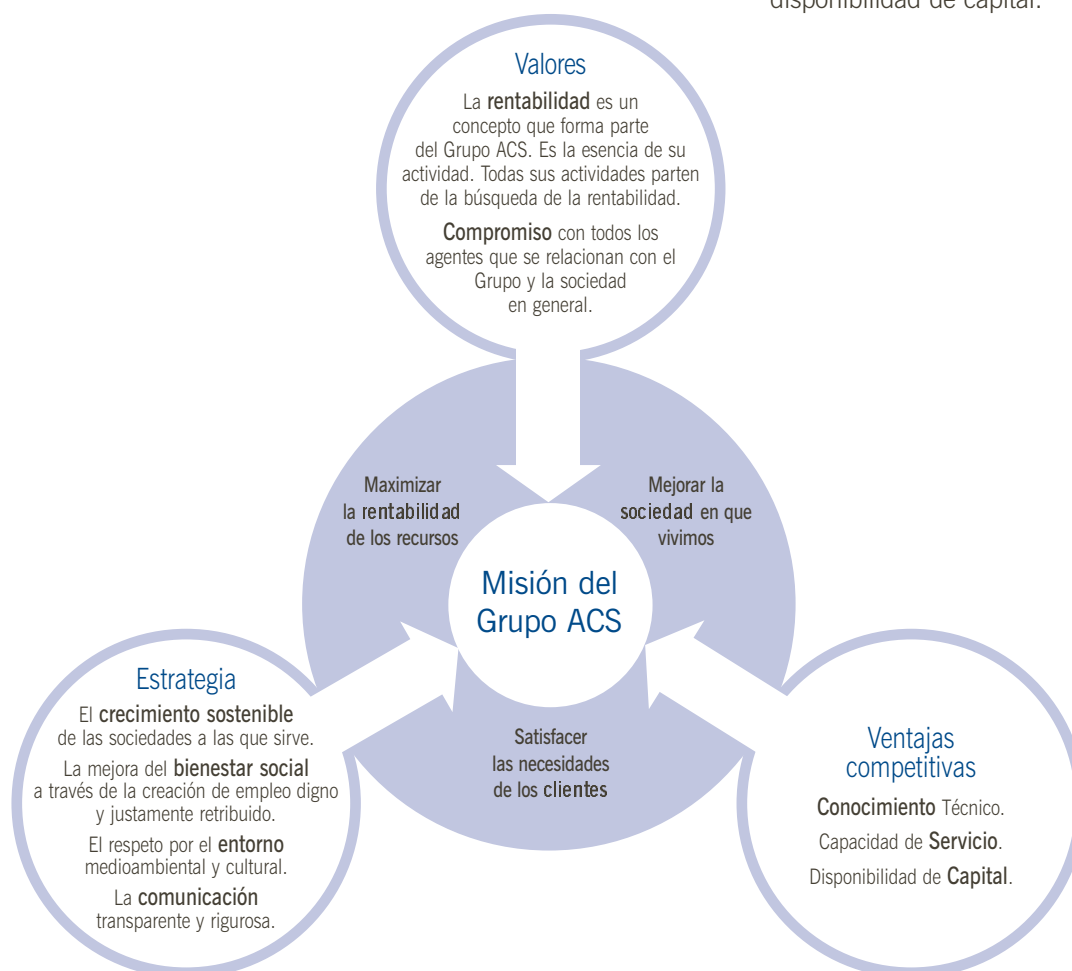 disponibilidad de capital.
Valores
La rentabilidad es un
concepto que forma parte
del Grupo ACS. Es la esencia de su
actividad. Todas sus actividades parten
de la búsqueda de la rentabilidad.
Compromiso con todos los
agentes que se relacionan con el
Grupo y la sociedad
en general.
Maximizar
la rentabilidad
de los recursos
Mejorar la
sociedad en que
vivimos
Misión del
Grupo ACS
Estrategia
El crecimiento sostenible
de las sociedades a las que sirve.
La mejora del bienestar social
a través de la creación de empleo digno
y justamente retribuido.
El respeto por el entorno
medioambiental y cultural.
La comunicación
transparente y rigurosa.
Satisfacer
las necesidades
de los clientes
Ventajas
competitivas
Conocimiento Técnico.
Capacidad de Servicio.
Disponibilidad de Capital.